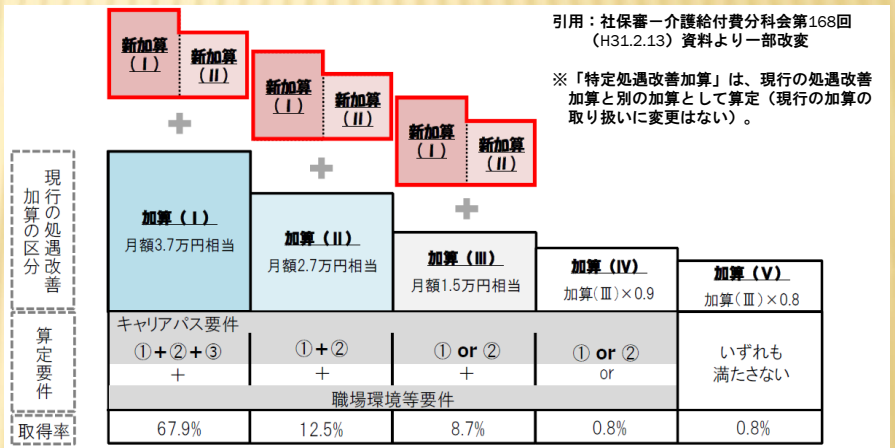 引用：社保審－介護給付費分科会第168回
（H31.2.13）資料より一部改変
※「特定処遇改善加算」は、現行の処遇改善
加算と別の加算として算定（現行の加算の
取り扱いに変更はない）。
新加算
（Ⅰ）
新加算
（Ⅱ）
新加算
（Ⅰ）
新加算
（Ⅱ）
新加算
（Ⅰ）
新加算
（Ⅱ）
+
+
+
現行の処遇改善
加算の区分
加算（Ⅰ）
月額3.7万円相当
加算（Ⅱ）
月額2.7万円相当
加算（Ⅲ）
月額1.5万円相当
加算（Ⅳ）
加算(Ⅲ)×0.9
加算（Ⅴ）
加算(Ⅲ)×0.8
算定要件
キャリアパス要件
①+②+③
+
①+②
+
① or ②
+
① or ②
or
いずれも
満たさない
職場環境等要件
取得率
67.9%
12.5%
8.7%
0.8%
0.8%